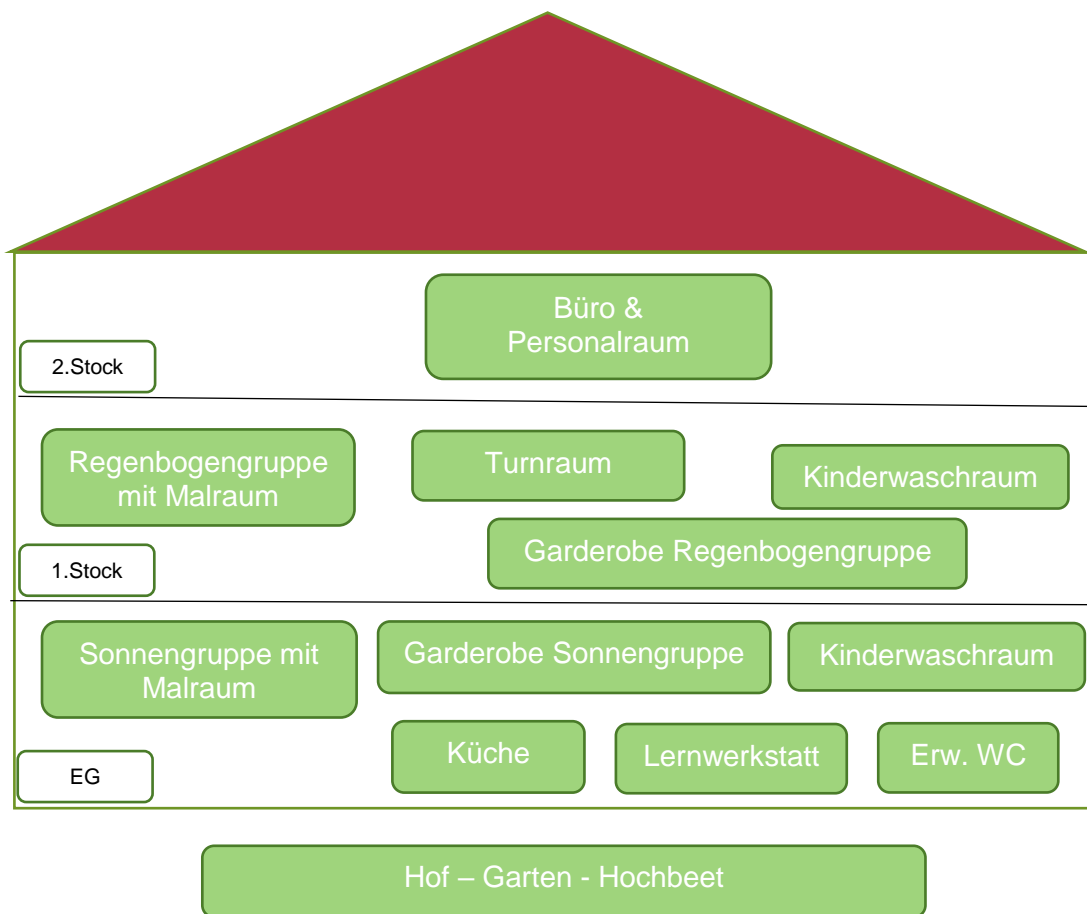 Büro &
Personalraum
2.Stock
Regenbogengruppe
mit Malraum
Turnraum
Kinderwaschraum
Garderobe Regenbogengruppe
1.Stock
Sonnengruppe mit
Malraum
Garderobe Sonnengruppe
Kinderwaschraum
Küche
Lernwerkstatt
Erw. WC
EG
Hof – Garten - Hochbeet